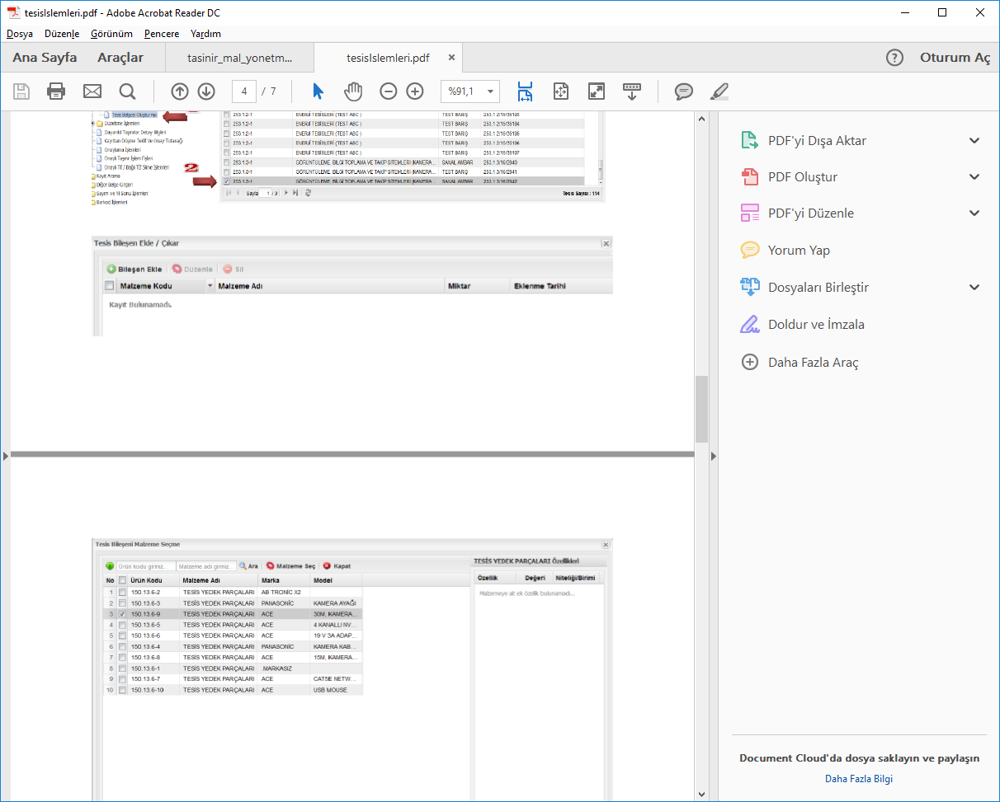 tesisIslemleri.pdf - Adobe Acrobat Reader DC
Dosya Düzenle Görünüm Pencere Yardım
Ana Sayfa Araçlar tasinir_mal_yonetm... tesisIslemleri.pdf Oturum Aç
4 / 7 %91,1
Tesis Belgesi Oluşturma
Düzeltme İşlemleri
Dayanıklı Taşınırlar Detay Bilgileri
Kayıttan Düşme Teklif Ve Onay Tutanağı
Onaylama İşlemleri
Onaylı Taşınır İşlem Fişleri
Onaylı TİF / Bağlı TİF Silme İşlemleri
Kayıt Arama
Diğer Belge Girişleri
Sayım ve Yıl Sonu İşlemleri
Barkod İşlemleri
2
253.1.2-1 ENERJİ TESİSLERİ (TEST ABC ) TEST BARIŞ 253.1.2/15/35193
253.1.2-1 ENERJİ TESİSLERİ (TEST ABC ) TEST BARIŞ 253.1.2/15/35194
253.1.2-1 ENERJİ TESİSLERİ (TEST ABC ) TEST BARIŞ 253.1.2/15/35195
253.1.2-1 ENERJİ TESİSLERİ (TEST ABC ) TEST BARIŞ 253.1.2/15/35196
253.1.2-1 ENERJİ TESİSLERİ (TEST ABC ) TEST BARIŞ 253.1.2/15/35197
253.1.3-1 GÖRÜNTÜLEME, BİLGİ TOPLAMA VE TAKİP SİTEMLERİ (KAMERA... SANAL AMBAR 253.1.3/16/2940
253.1.3-1 GÖRÜNTÜLEME, BİLGİ TOPLAMA VE TAKİP SİTEMLERİ (KAMERA... TEST BARIŞ 253.1.3/16/2941
253.1.3-1 GÖRÜNTÜLEME, BİLGİ TOPLAMA VE TAKİP SİTEMLERİ (KAMERA... SANAL AMBAR 253.1.3/16/2942
Sayfa 1 / 3 Tesis Sayısı : 114
Tesis Bileşen Ekle / Çıkar
Bileşen Ekle Düzenle Sil
Malzeme Kodu Malzeme Adı Miktar Eklenme Tarihi
Kayıt Bulunamadı.
Tesis Bileşeni Malzeme Seçme
Ürün kodu giriniz... Malzeme adı giriniz... Ara Malzeme Seç Kapat
No Ürün Kodu Malzeme Adı Marka Model
1 150.13.6-2 TESİS YEDEK PARÇALARI AB TRONIC X2
2 150.13.6-3 TESİS YEDEK PARÇALARI PANASONİC KAMERA AYAĞI
3 150.13.6-9 TESİS YEDEK PARÇALARI ACE 30M, KAMERA...
4 150.13.6-5 TESİS YEDEK PARÇALARI ACE 4 KANALLI NV...
5 150.13.6-6 TESİS YEDEK PARÇALARI ACE 19 V 3A ADAP...
6 150.13.6-4 TESİS YEDEK PARÇALARI PANASONİC KAMERA KAB...
7 150.13.6-8 TESİS YEDEK PARÇALARI ACE 15M, KAMERA...
8 150.13.6-1 TESİS YEDEK PARÇALARI .MARKASIZ
9 150.13.6-7 TESİS YEDEK PARÇALARI ACE CAT5E NETW...
10 150.13.6-10 TESİS YEDEK PARÇALARI ACE USB MOUSE
TESİS YEDEK PARÇALARI Özellikleri
Özellik Değeri Niteliği/Birimi
Malzemeye ait ek özellik bulunamadı...
PDF'yi Dışa Aktar
PDF Oluştur
PDF'yi Düzenle
Yorum Yap
Dosyaları Birleştir
Doldur ve İmzala
Daha Fazla Araç
Document Cloud'da dosya saklayın ve paylaşın
Daha Fazla Bilgi